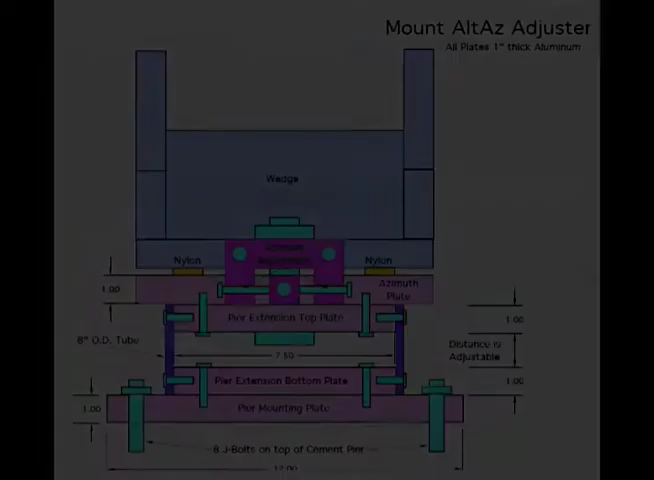 Mount AltAz Adjuster
All Plates 1" thick Aluminum
Wedge
Nylon
Nylon
1.00
Azimuth
Plate
Pier Extension Top Plate
1.00
8" O.D. Tube
Distance is
Adjustable
7.50
Pier Extension Bottom Plate
1.00
1.00
Pier Mounting Plate
8 J-Bolts on top of Cement Pier